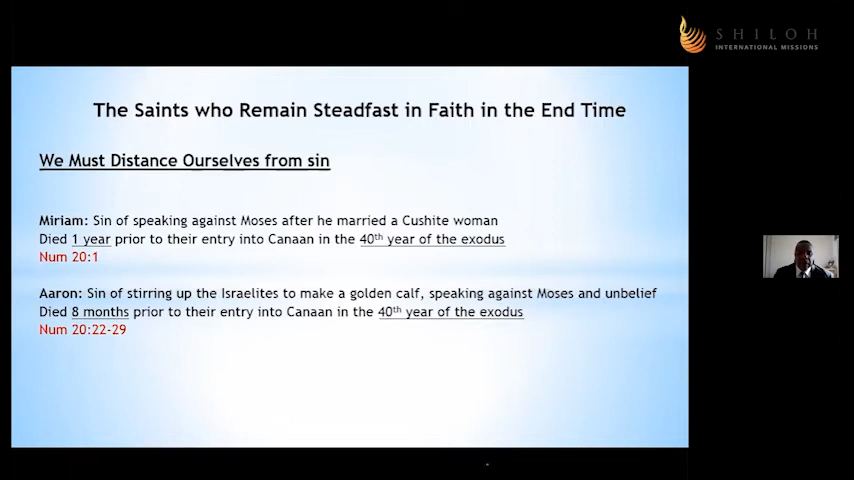 SHILOH
INTERNATIONAL MISSIONS
The Saints who Remain Steadfast in Faith in the End Time
We Must Distance Ourselves from sin
Miriam: Sin of speaking against Moses after he married a Cushite woman
Died 1 year prior to their entry into Canaan in the 40th year of the exodus
Num 20:1
Aaron: Sin of stirring up the Israelites to make a golden calf, speaking against Moses and unbelief
Died 8 months prior to their entry into Canaan in the 40th year of the exodus
Num 20:22-29